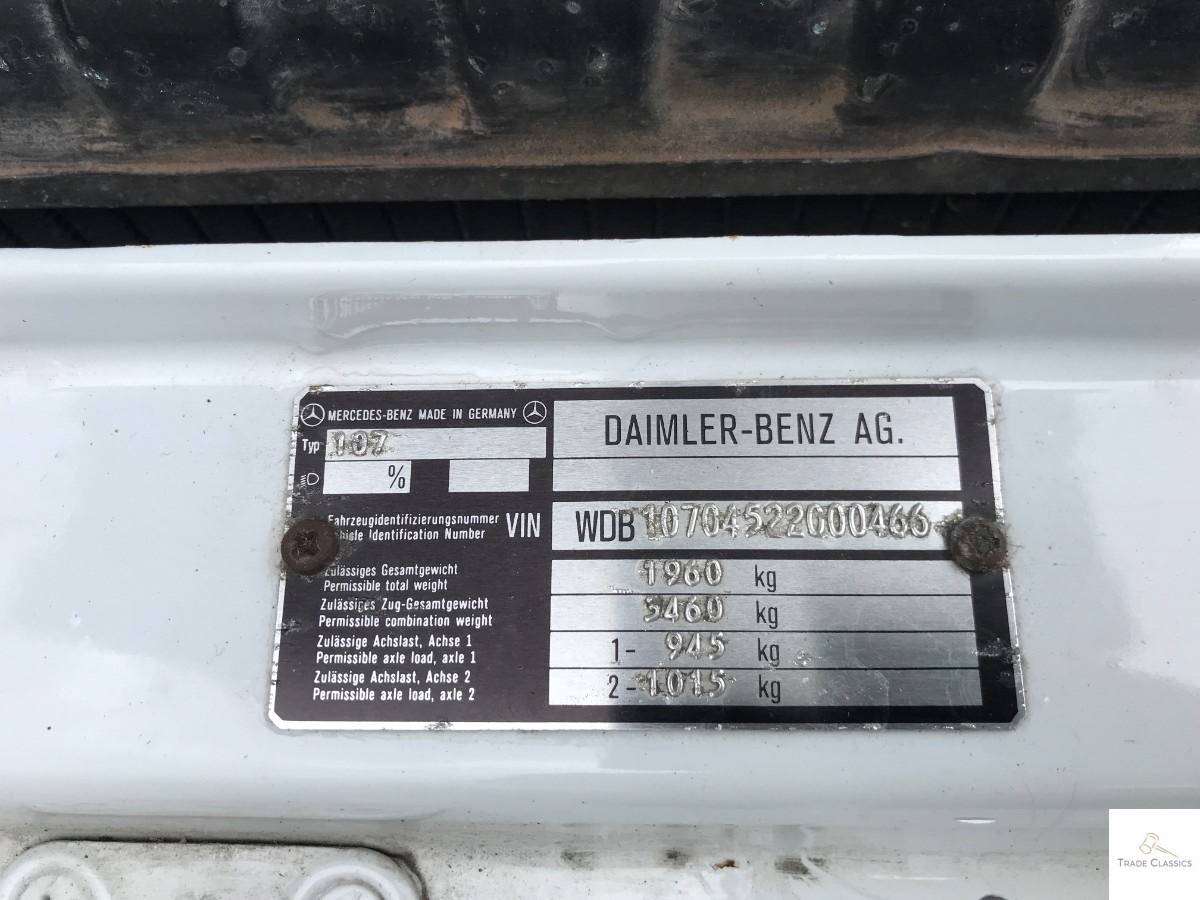 MERCEDES-BENZ MADE IN GERMANY
DAIMLER-BENZ AG.
Typ 107
%
Fahrzeugidentifizierungsnummer
Vehicle Identification Number
VIN WDB 10704522000466
Zulässiges Gesamtgewicht
Permissible total weight
1960 kg
Zulässiges Zug-Gesamtgewicht
Permissible combination weight
3460 kg
Zulässige Achslast, Achse 1
Permissible axle load, axle 1
1- 945 kg
Zulässige Achslast, Achse 2
Permissible axle load, axle 2
2- 1015 kg
TRADE CLASSICS